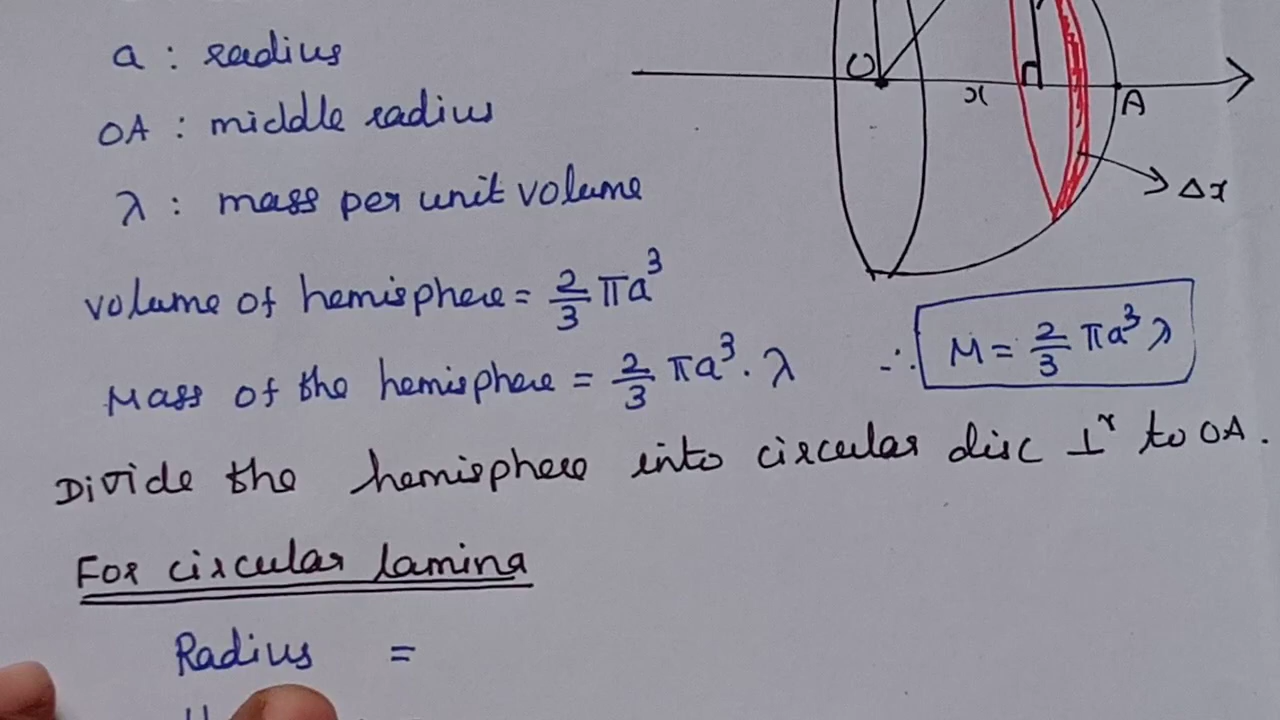 a : radius
OA : middle radius
λ : mass per unit volume
O
x
A
Δx
volume of hemisphere = 2/3 πa³
Mass of the hemisphere = 2/3 πa³ . λ
∴ M = 2/3 πa³ λ
Divide the hemisphere into circular disc ⊥ʳ to OA.
For circular lamina
Radius =